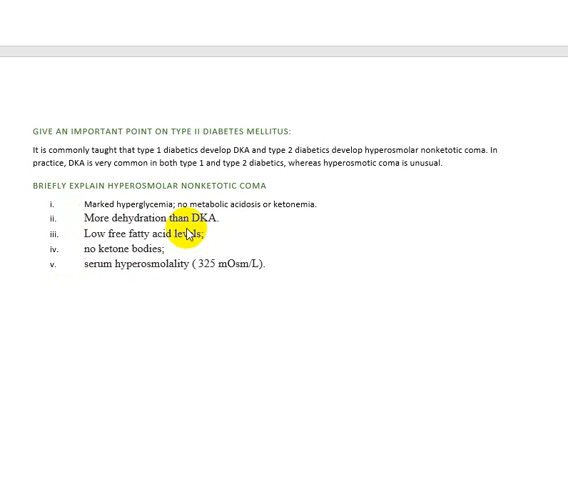 GIVE AN IMPORTANT POINT ON TYPE II DIABETES MELLITUS:
It is commonly taught that type 1 diabetics develop DKA and type 2 diabetics develop hyperosmolar nonketotic coma. In
practice, DKA is very common in both type 1 and type 2 diabetics, whereas hyperosmotic coma is unusual.
BRIEFLY EXPLAIN HYPEROSMOLAR NONKETOTIC COMA
i. Marked hyperglycemia; no metabolic acidosis or ketonemia.
ii. More dehydration than DKA.
iii. Low free fatty acid levels;
iv. no ketone bodies;
v. serum hyperosmolality ( 325 mOsm/L).